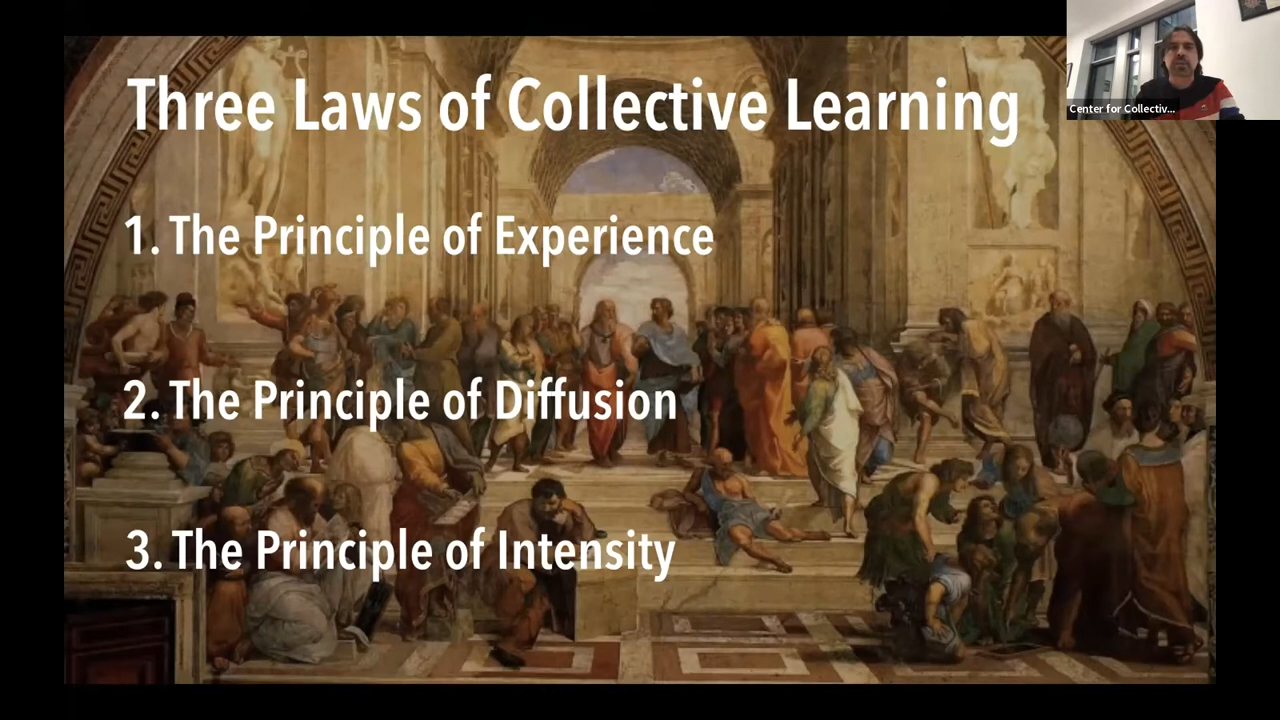 Three Laws of Collective Learning
1. The Principle of Experience
2. The Principle of Diffusion
3. The Principle of Intensity
Center for Collectiv...